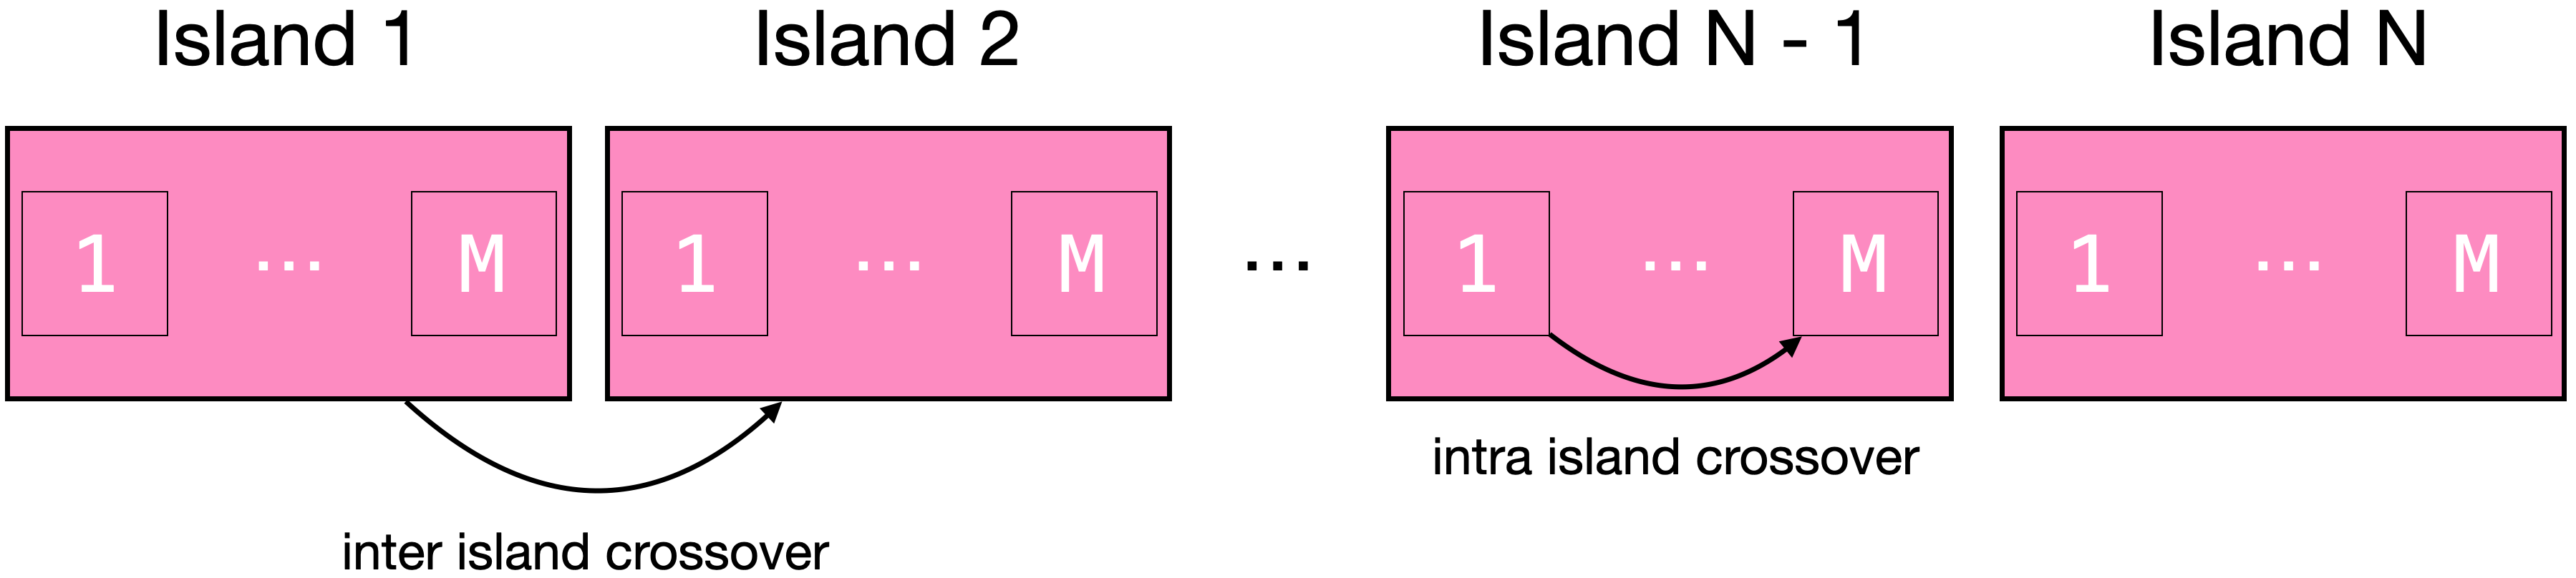 Island 1 Island 2 Island N - 1 Island N
1 ... M 1 ... M ... 1 ... M 1 ... M
intra island crossover
inter island crossover